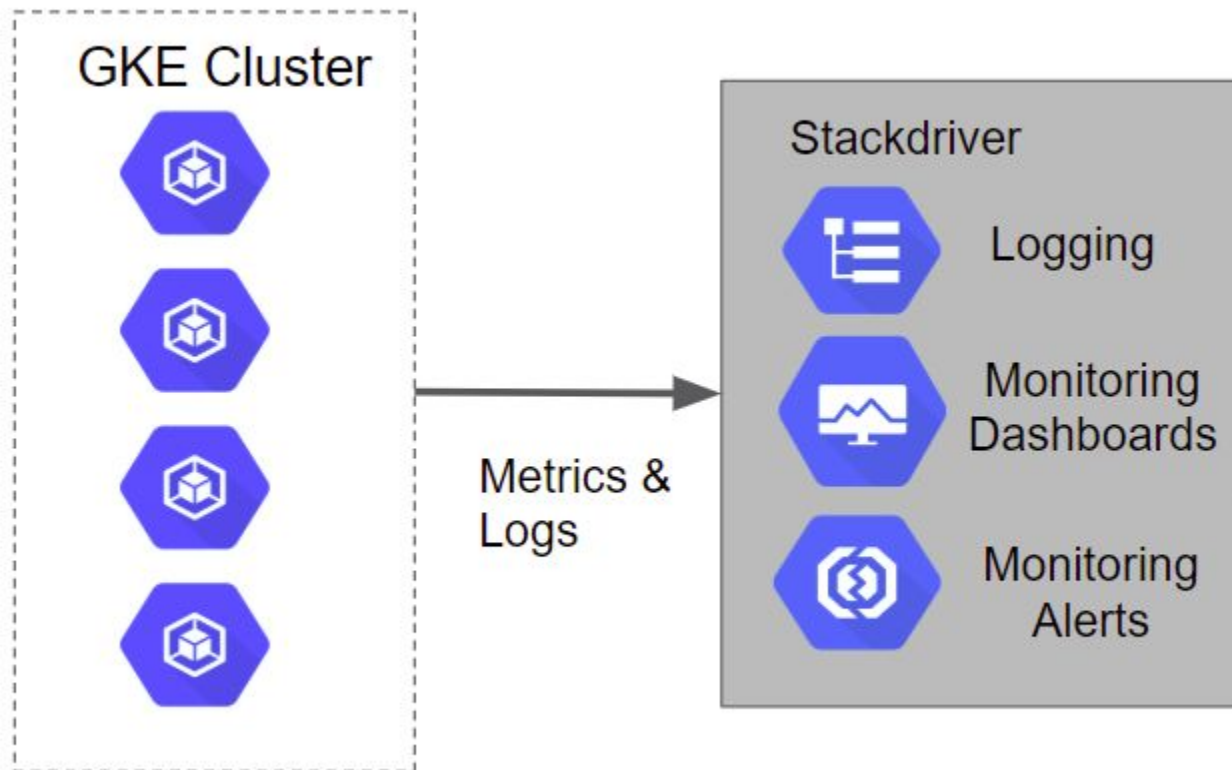 GKE Cluster
Metrics &
Logs
Stackdriver
Logging
Monitoring
Dashboards
Monitoring
Alerts